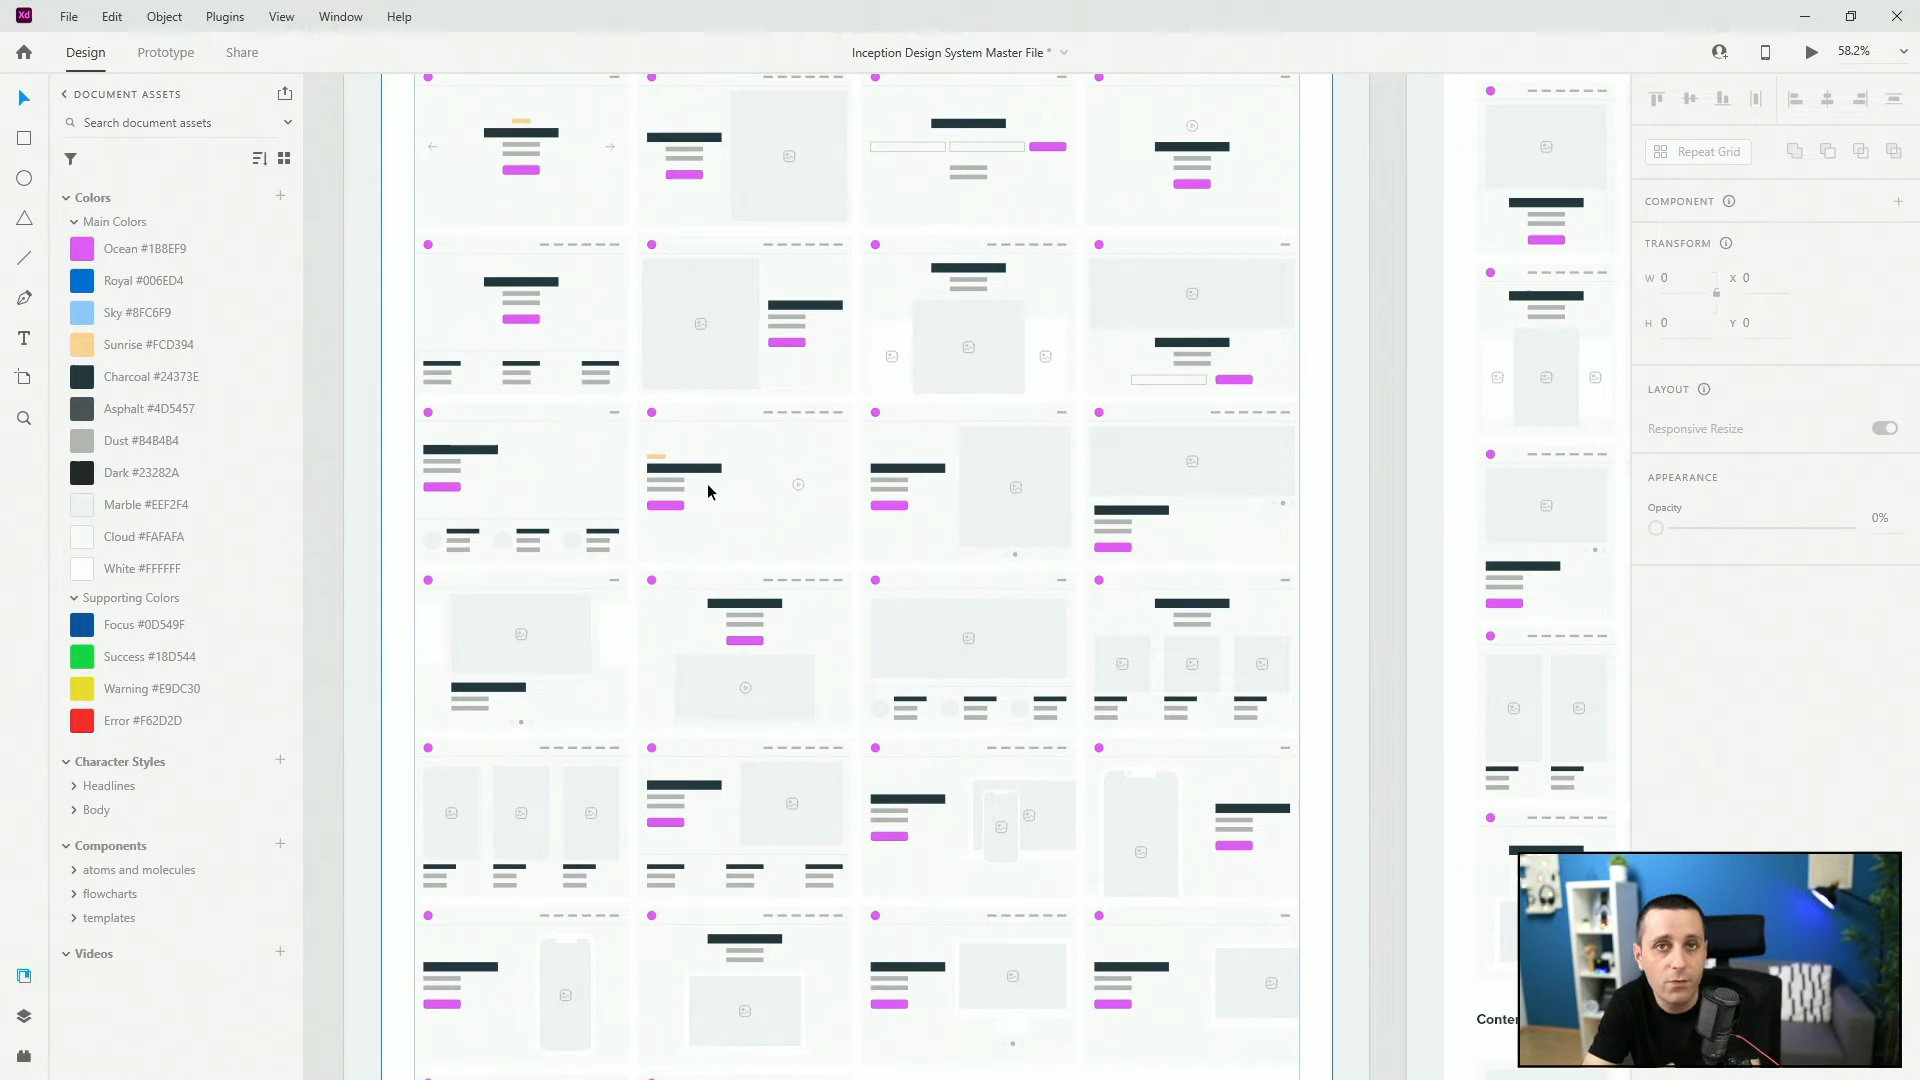 Xd
File Edit Object Plugins View Window Help
Design Prototype Share
Inception Design System Master File *
58.2%
DOCUMENT ASSETS
Search document assets
Colors
Main Colors
Ocean #1B8EF9
Royal #006ED4
Sky #8FC6F9
Sunrise #FCD394
Charcoal #24373E
Asphalt #4D5457
Dust #B4B4B4
Dark #23282A
Marble #EEF2F4
Cloud #FAFAFA
White #FFFFFF
Supporting Colors
Focus #0D549F
Success #18D544
Warning #E9DC30
Error #F62D2D
Character Styles
Headlines
Body
Components
atoms and molecules
flowcharts
templates
Videos
Repeat Grid
COMPONENT
TRANSFORM
W 0 X 0
H 0 Y 0
LAYOUT
Responsive Resize
APPEARANCE
Opacity
0%